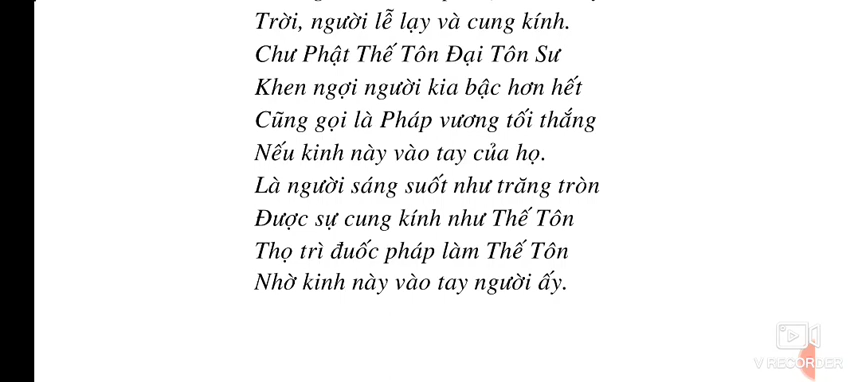 Trời, người lễ lạy và cung kính.
Chư Phật Thế Tôn Đại Tôn Sư
Khen ngợi người kia bậc hơn hết
Cũng gọi là Pháp vương tối thắng
Nếu kinh này vào tay của họ.
Là người sáng suốt như trăng tròn
Được sự cung kính như Thế Tôn
Thọ trì đuốc pháp làm Thế Tôn
Nhờ kinh này vào tay người ấy.
V RECORDER